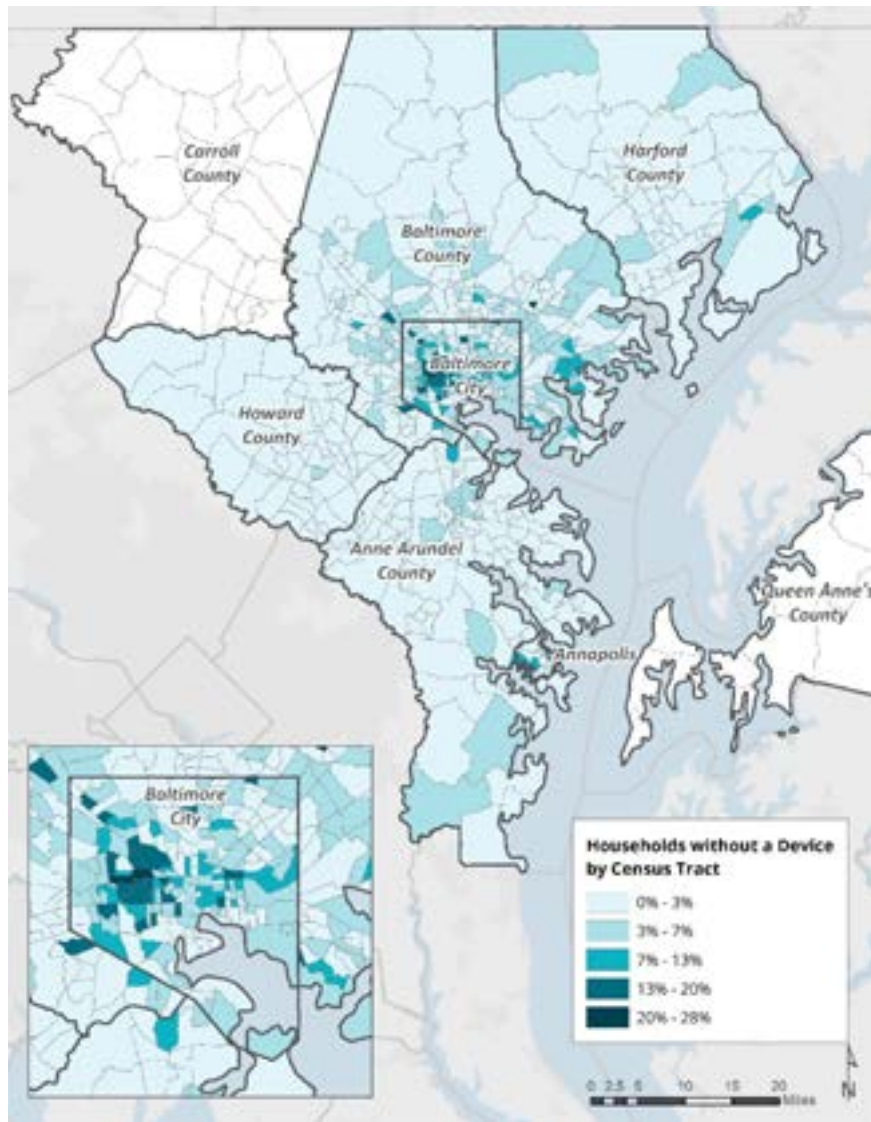 Carroll
County
Harford
County
Baltimore
County
Baltimore
City
Howard
County
Anne Arundel
County
Queen Anne's
County
Annapolis
Baltimore
City
Households without a Device
by Census Tract
0% - 3%
3% - 7%
7% - 13%
13% - 20%
20% - 28%
0 2.5 5 10 15 20
Miles
N